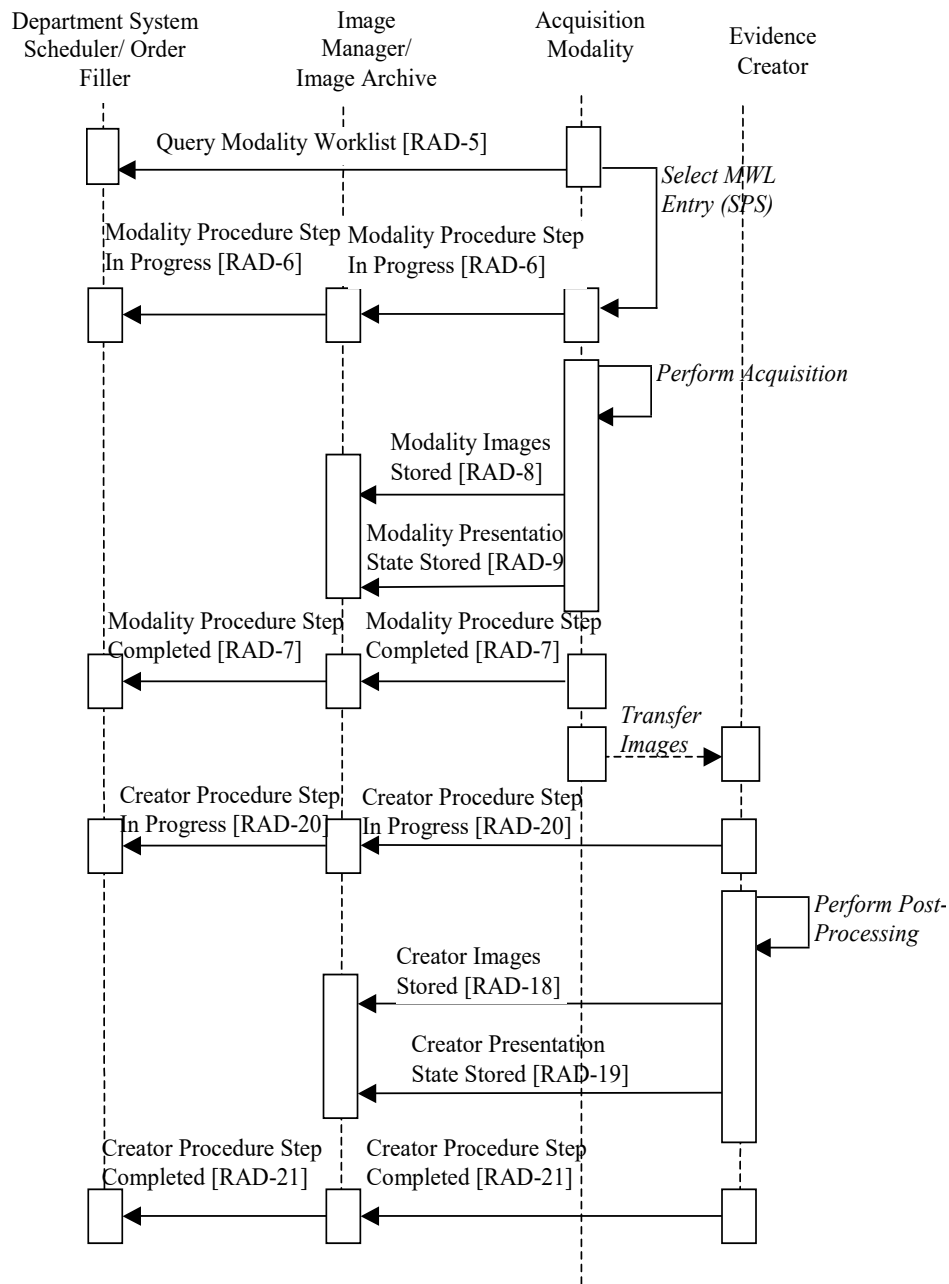 Department System
Scheduler/ Order
Filler
Image
Manager/
Image Archive
Acquisition
Modality
Evidence
Creator
Query Modality Worklist [RAD-5]
Select MWL
Entry (SPS)
Modality Procedure Step
In Progress [RAD-6]
Modality Procedure Step
In Progress [RAD-6]
Perform Acquisition
Modality Images
Stored [RAD-8]
Modality Presentatio
State Stored [RAD-9
Modality Procedure Step
Completed [RAD-7]
Modality Procedure Step
Completed [RAD-7]
Transfer
Images
Creator Procedure Step
In Progress [RAD-20]
Creator Procedure Step
In Progress [RAD-20]
Perform Post-
Processing
Creator Images
Stored [RAD-18]
Creator Presentation
State Stored [RAD-19]
Creator Procedure Step
Completed [RAD-21]
Creator Procedure Step
Completed [RAD-21]